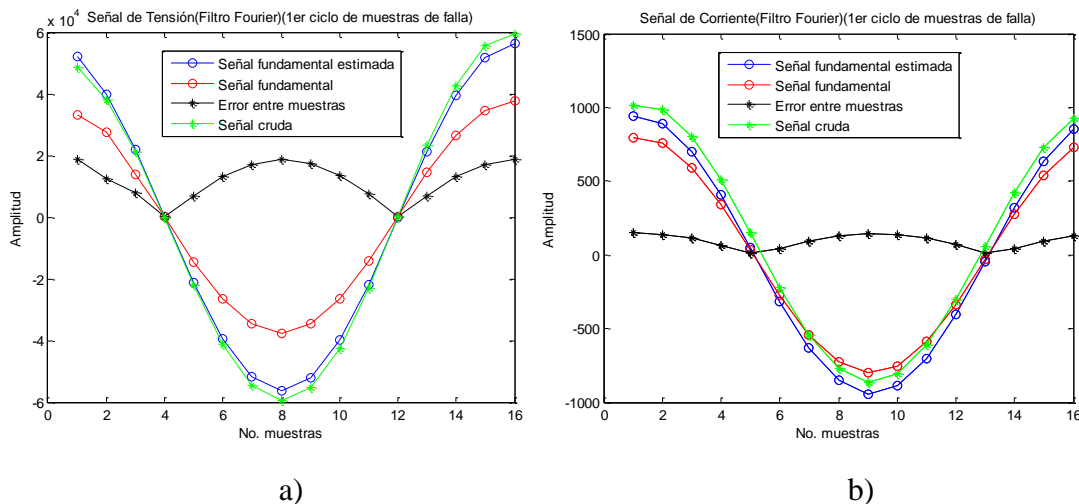 Señal de Tensión(Filtro Fourier)(1er ciclo de muestras de falla)
x 10^4
6
4
2
0
-2
-4
-6
Amplitud
Señal fundamental estimada
Señal fundamental
Error entre muestras
Señal cruda
0 2 4 6 8 10 12 14 16
No. muestras
a)
Señal de Corriente(Filtro Fourier)(1er ciclo de muestras de falla)
1500
1000
500
0
-500
-1000
Amplitud
Señal fundamental estimada
Señal fundamental
Error entre muestras
Señal cruda
0 2 4 6 8 10 12 14 16
No. muestras
b)